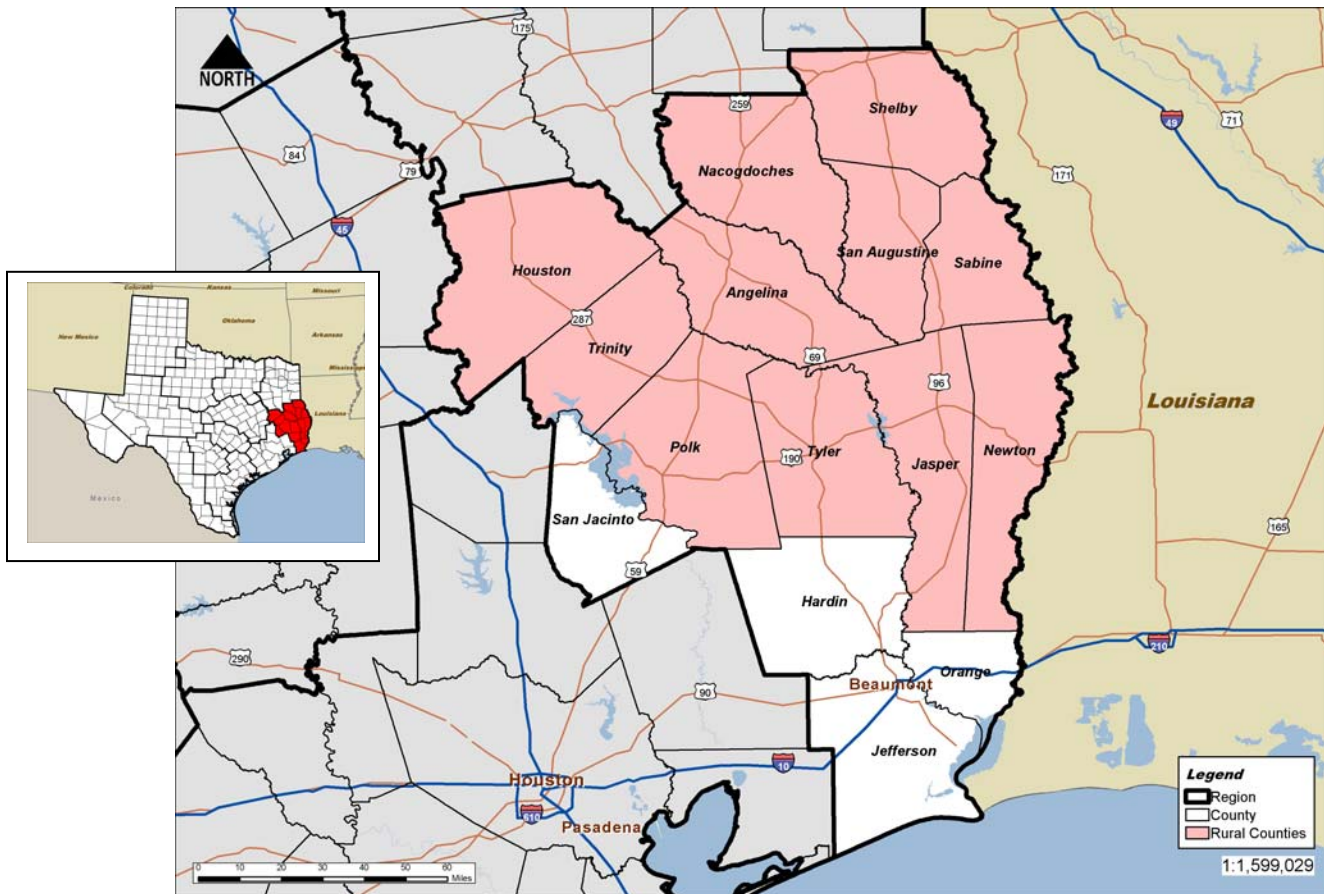 NORTH
175
259
Shelby
49
71
84
79
171
Nacogdoches
45
San Augustine
Sabine
Houston
Angelina
287
Trinity
69
96
Louisiana
Polk
190
Tyler
Jasper
Newton
San Jacinto
165
59
Hardin
210
290
Orange
90
Beaumont
Jefferson
10
Houston
610
Pasadena
Colorado
Kansas
Missouri
New Mexico
Oklahoma
Arkansas
Mississippi
Louisiana
Mexico
Legend
Region
County
Rural Counties
1:1,599,029
0 10 20 30 40 50 60
Miles